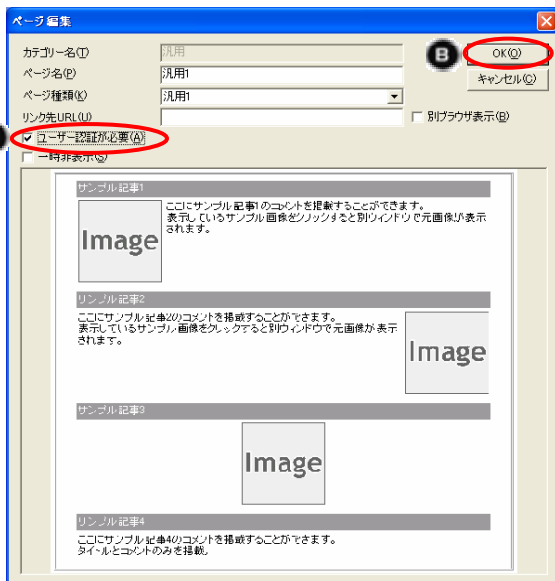 ページ編集
カテゴリー名(T)
汎用
B
OK(O)
ページ名(P)
汎用1
キャンセル(C)
ページ種類(K)
汎用1
リンク先URL(U)
別ブラウザ表示(B)
ユーザー認証が必要(A)
一時非表示(S)
サンプル記事1
Image
ここにサンプル記事1のコメントを掲載することができます。
表示しているサンプル画像をクリックすると別ウィンドウで元画像が表示
されます。
サンプル記事2
ここにサンプル記事2のコメントを掲載することができます。
表示しているサンプル画像をクリックすると別ウィンドウで元画像が表示
されます。
Image
サンプル記事3
Image
サンプル記事4
ここにサンプル記事4のコメントを掲載することができます。
タイトルとコメントのみを掲載。